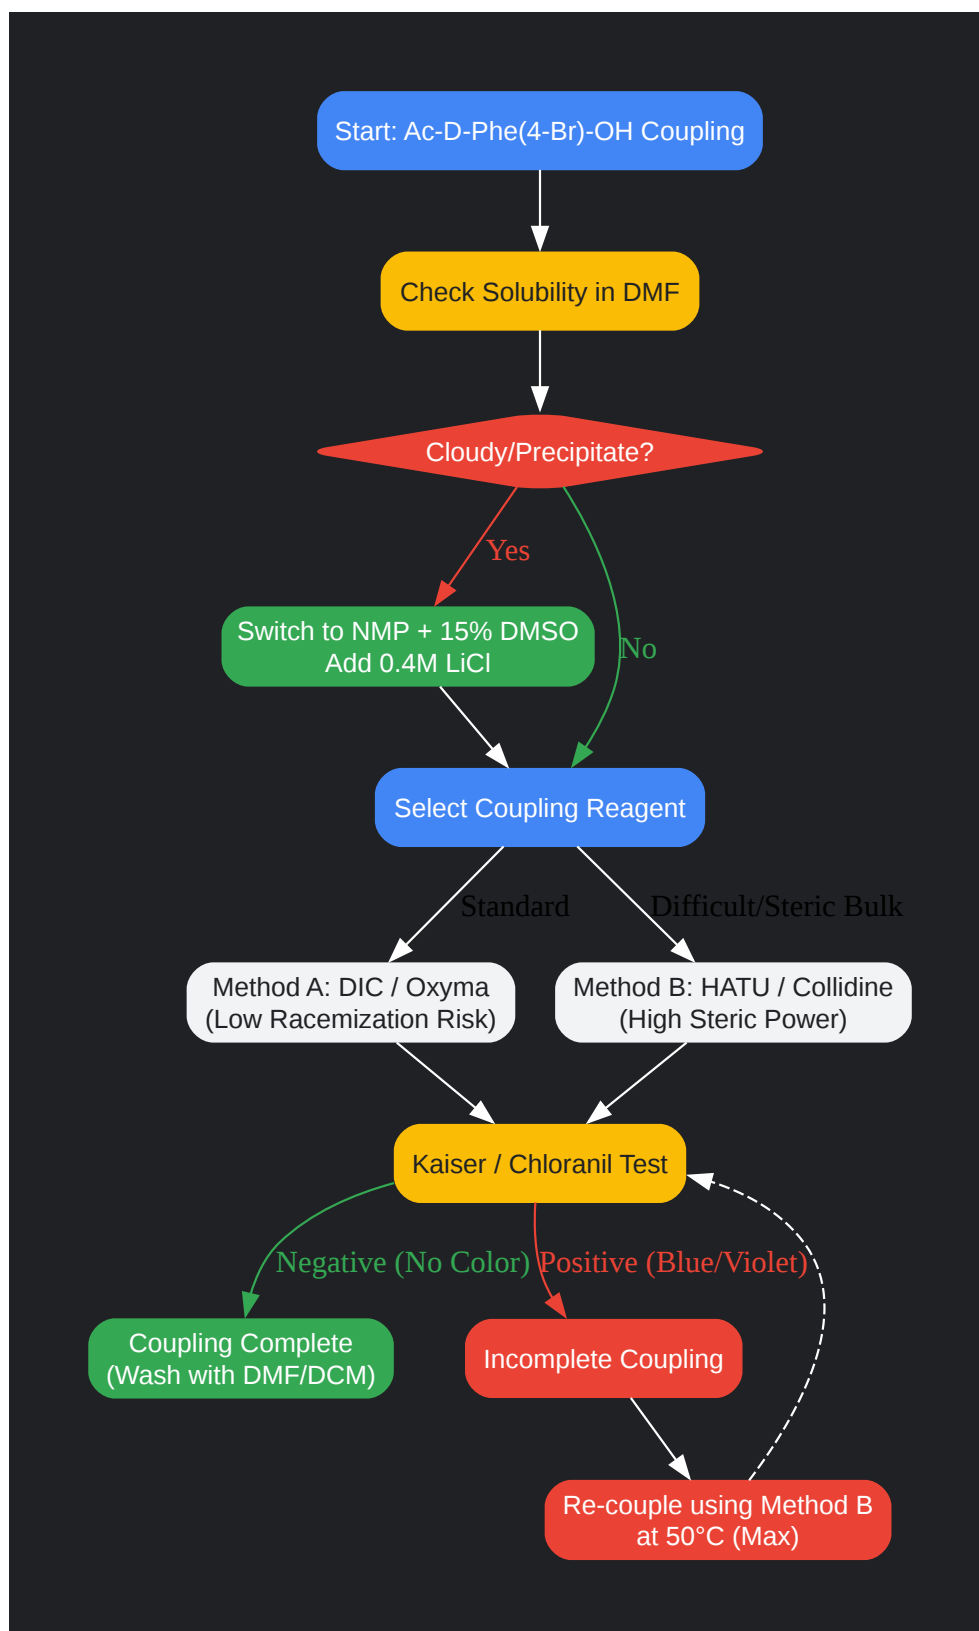 Start: Ac-D-Phe(4-Br)-OH Coupling
Check Solubility in DMF
Cloudy/Precipitate?
Yes
Switch to NMP + 15% DMSO
Add 0.4M LiCl
No
Select Coupling Reagent
Standard
Difficult/Steric Bulk
Method A: DIC / Oxyma
(Low Racemization Risk)
Method B: HATU / Collidine
(High Steric Power)
Kaiser / Chloranil Test
Negative (No Color)
Positive (Blue/Violet)
Coupling Complete
(Wash with DMF/DCM)
Incomplete Coupling
Re-couple using Method B
at 50°C (Max)